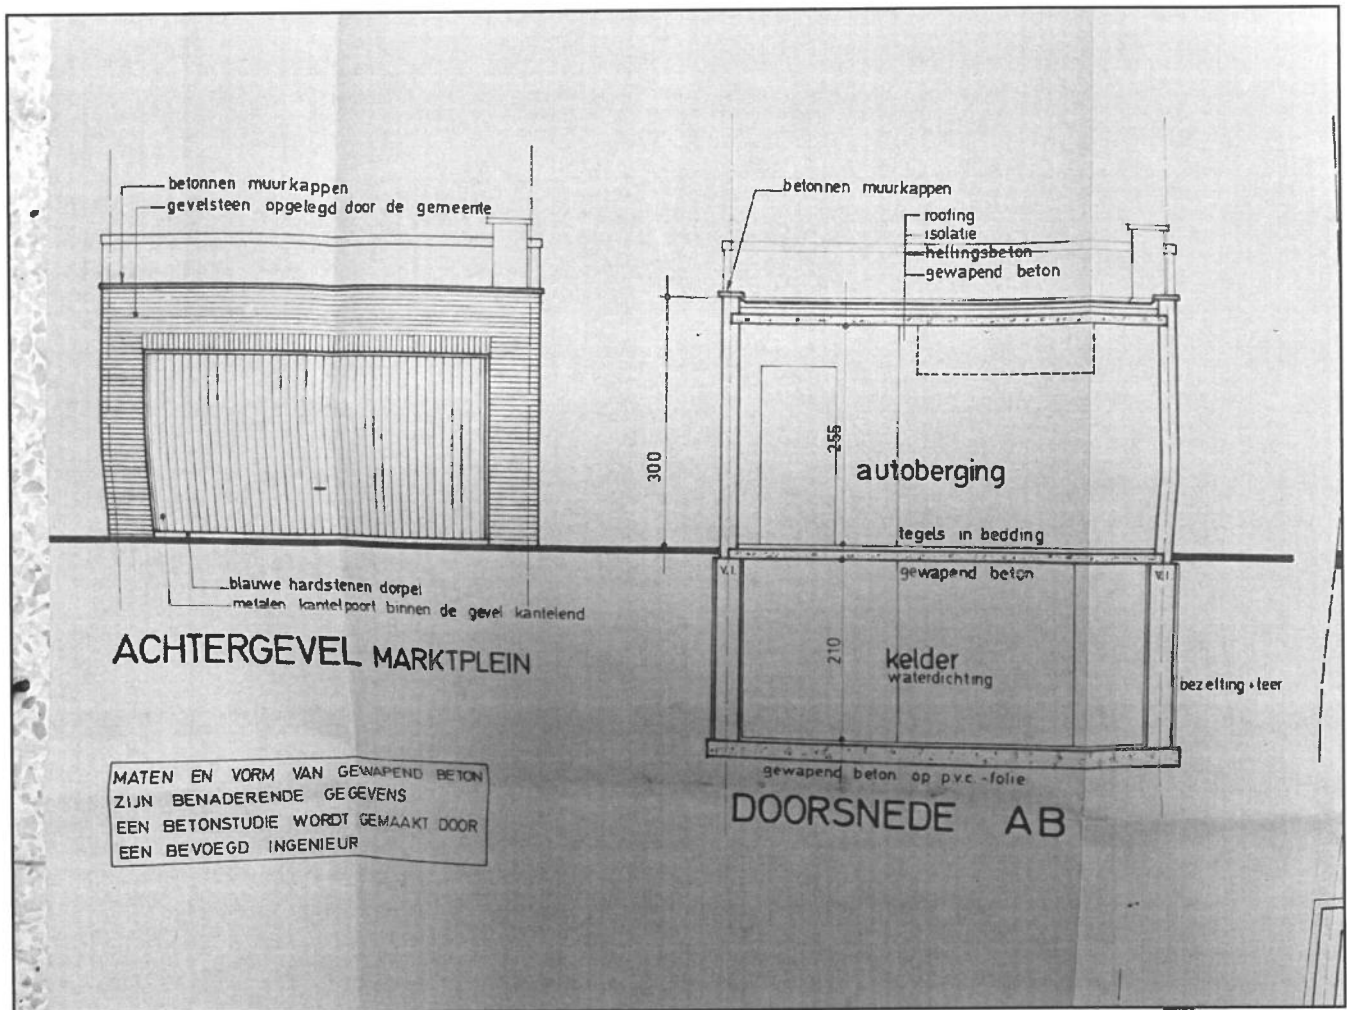 betonnen muurkappen
gevelsteen opgelegd door de gemeente
blauwe hardstenen dorpel
metalen kantelpoort binnen de gevel kantelend
ACHTERGEVEL MARKTPLEIN
MATEN EN VORM VAN GEWAPEND BETON
ZIJN BENADERENDE GEGEVENS
EEN BETONSTUDIE WORDT GEMAAKT DOOR
EEN BEVOEGD INGENIEUR
betonnen muurkappen
roofing
isolatie
hellingsbeton
gewapend beton
300
255
autoberging
tegels in bedding
V.I.
gewapend beton
V.I.
210
kelder
waterdichting
bezetting + teer
gewapend beton op p.v.c.-folie
DOORSNEDE AB